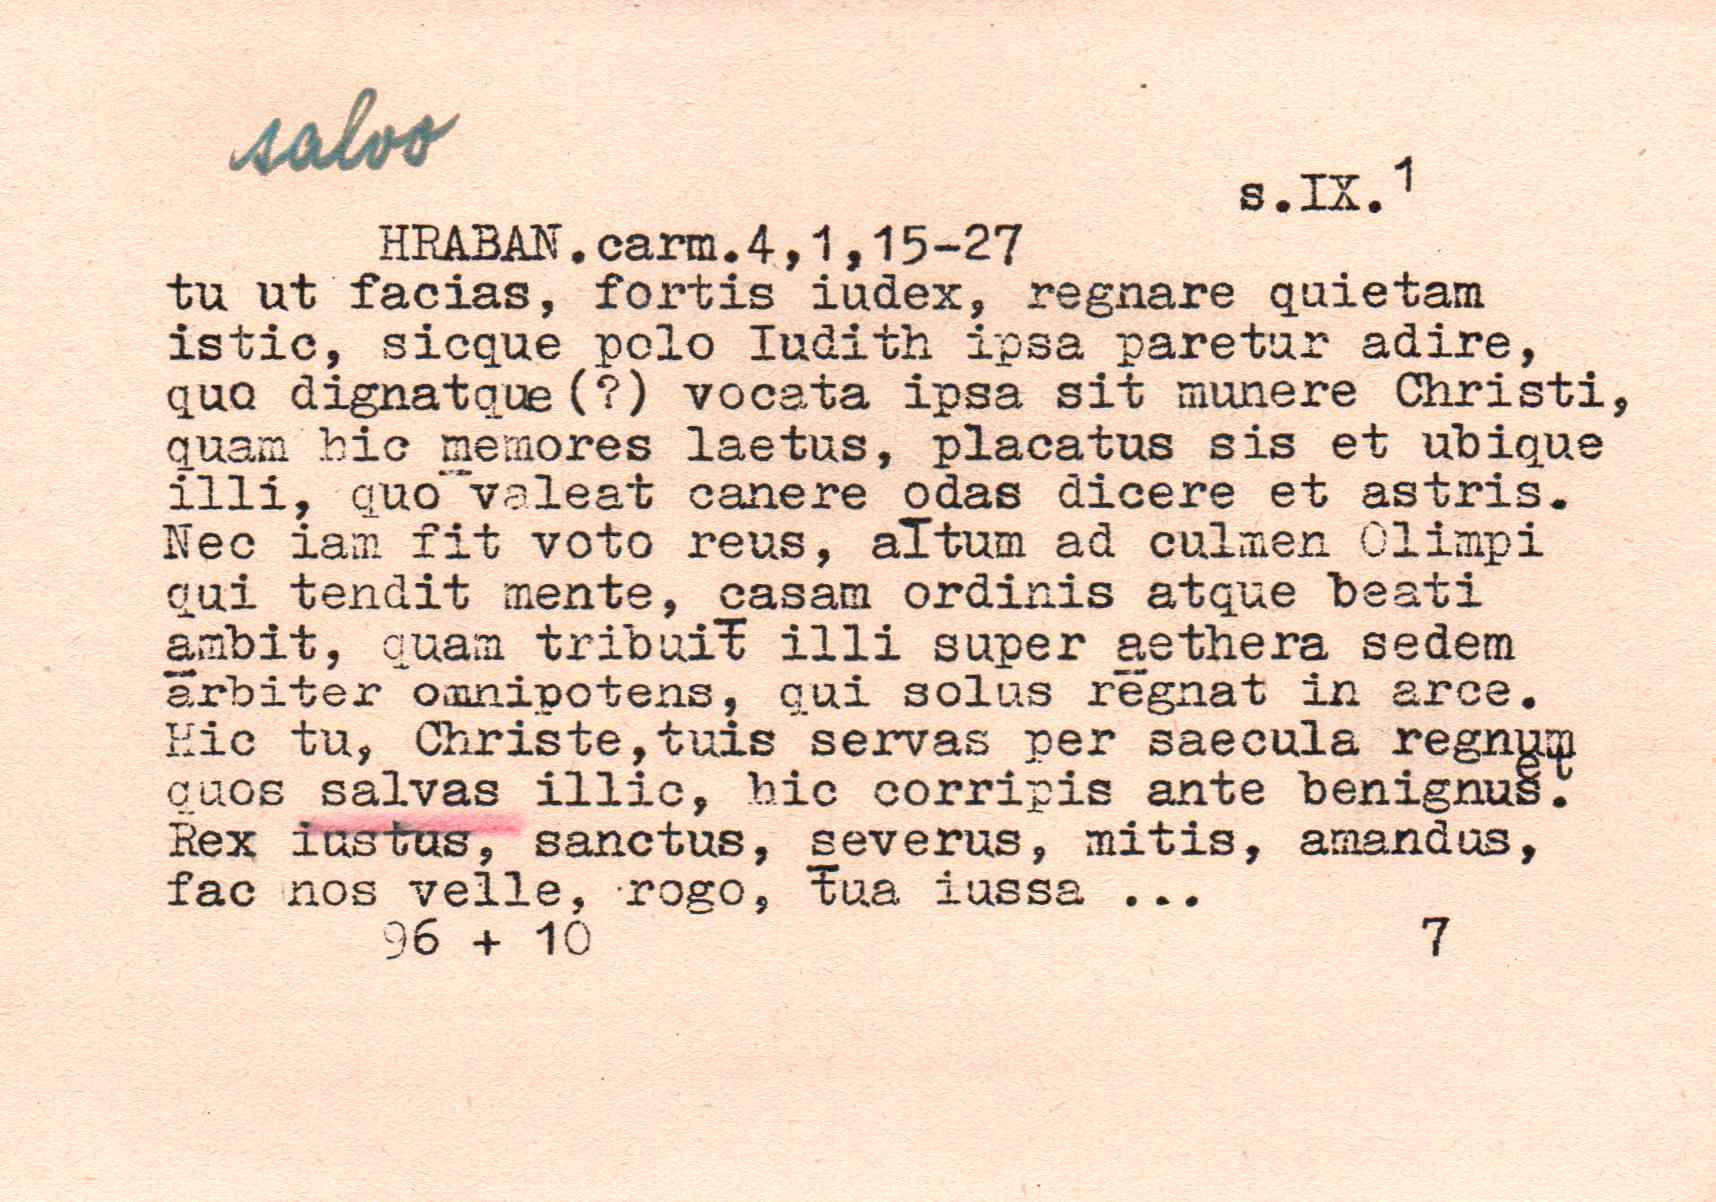 salvo
s.IX.1
HRABAN.carm.4,1,15-27
tu ut facias, fortis iudex, regnare quietam
istic, sicque polo Iudith ipsa paretur adire,
quo dignatque(?) vocata ipsa sit munere Christi,
quam hic memores laetus, placatus sis et ubique
illi, quo valeat canere odas dicere et astris.
Nec iam fit voto reus, altum ad culmen Olimpi
qui tendit mente, casam ordinis atque beati
ambit, quam tribuit illi super aethera sedem
arbiter omnipotens, qui solus regnat in arce.
Hic tu, Christe,tuis servas per saecula regnum
et
quos salvas illic, hic corripis ante benignus.
Rex iustus, sanctus, severus, mitis, amandus,
fac nos velle, rogo, tua iussa ...
96 + 10 7